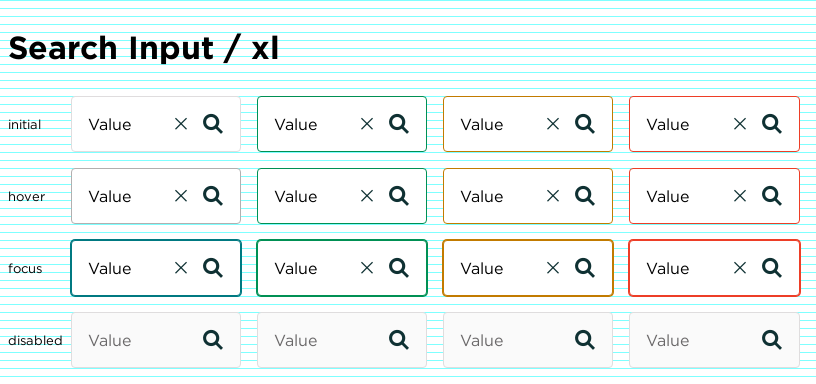 Search Input / xl
initial Value Value Value Value
hover Value Value Value Value
focus Value Value Value Value
disabled Value Value Value Value